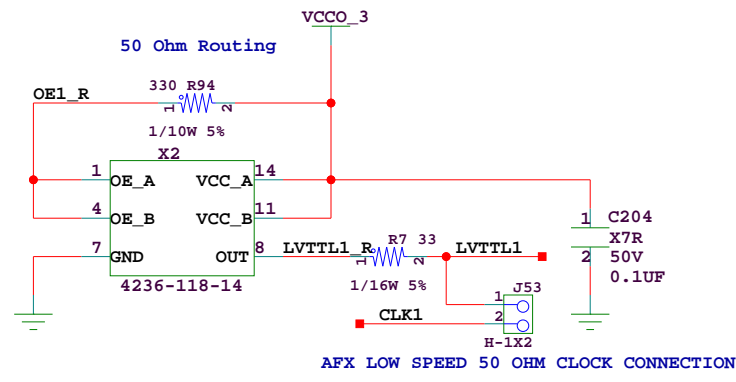 VCCO_3
50 Ohm Routing
330 R94
OE1_R
1 2
1/10W 5%
X2
1 OE_A VCC_A 14
4 OE_B VCC_B 11
7 GND OUT 8
4236-118-14
LVTTL1_R R7 33 LVTTL1
1 2
1/16W 5%
1 C204
X7R
2 50V
0.1UF
J53
1
CLK1 2
H-1X2
AFX LOW SPEED 50 OHM CLOCK CONNECTION